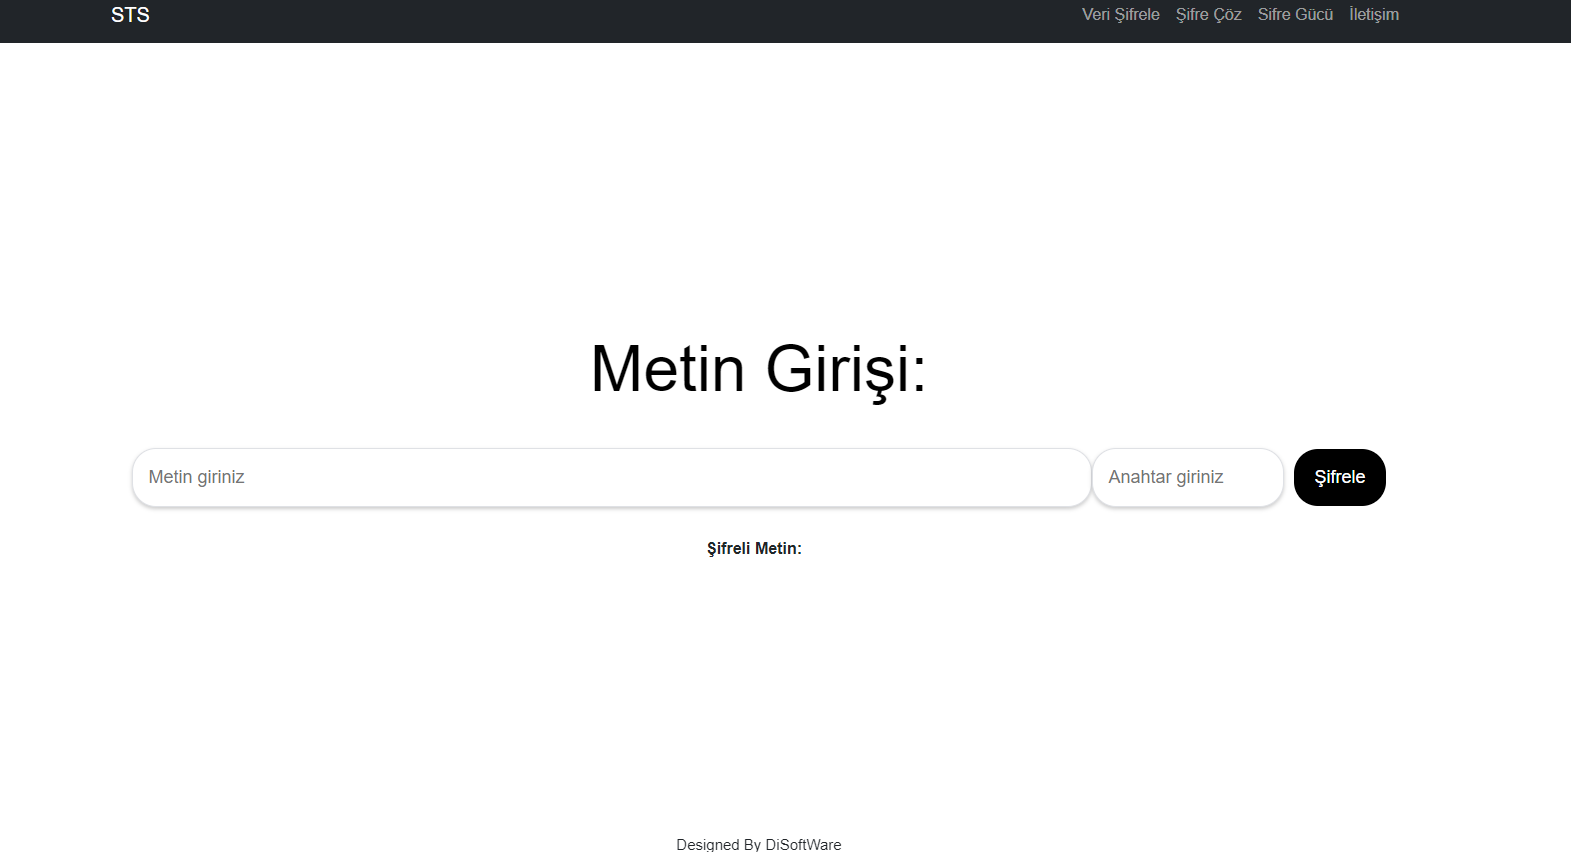 STS
Veri Şifrele Şifre Çöz Sifre Gücü İletişim
Metin Girişi:
Metin giriniz
Anahtar giriniz
Şifrele
Şifreli Metin:
Designed By DiSoftWare